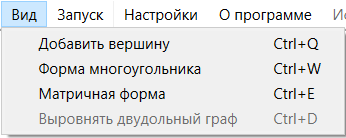 Вид Запуск Настройки О программе
Добавить вершину Ctrl+Q
Форма многоугольника Ctrl+W
Матричная форма Ctrl+E
Выровнять двудольный граф Ctrl+D